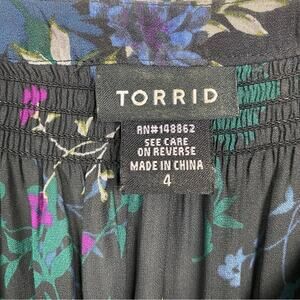 TORRID
RN#148862
SEE CARE
ON REVERSE
MADE IN CHINA
4